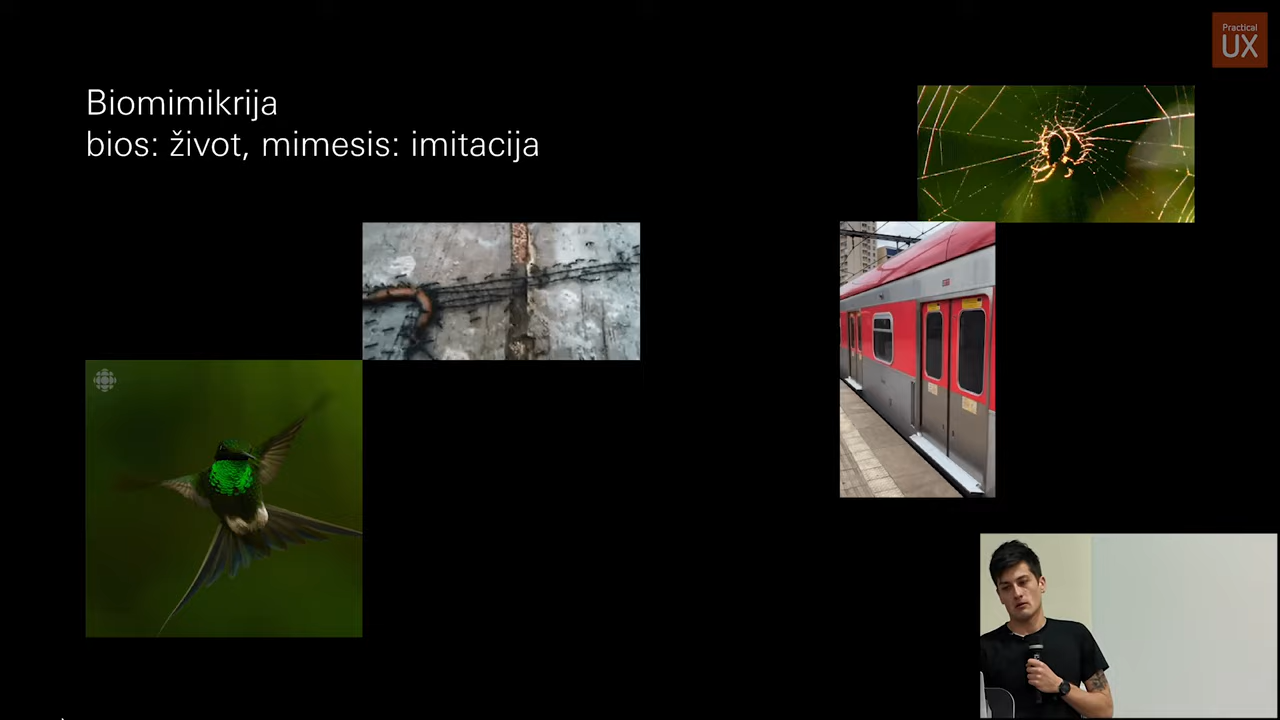 Practical
UX
Biomimikrija
bios: život, mimesis: imitacija